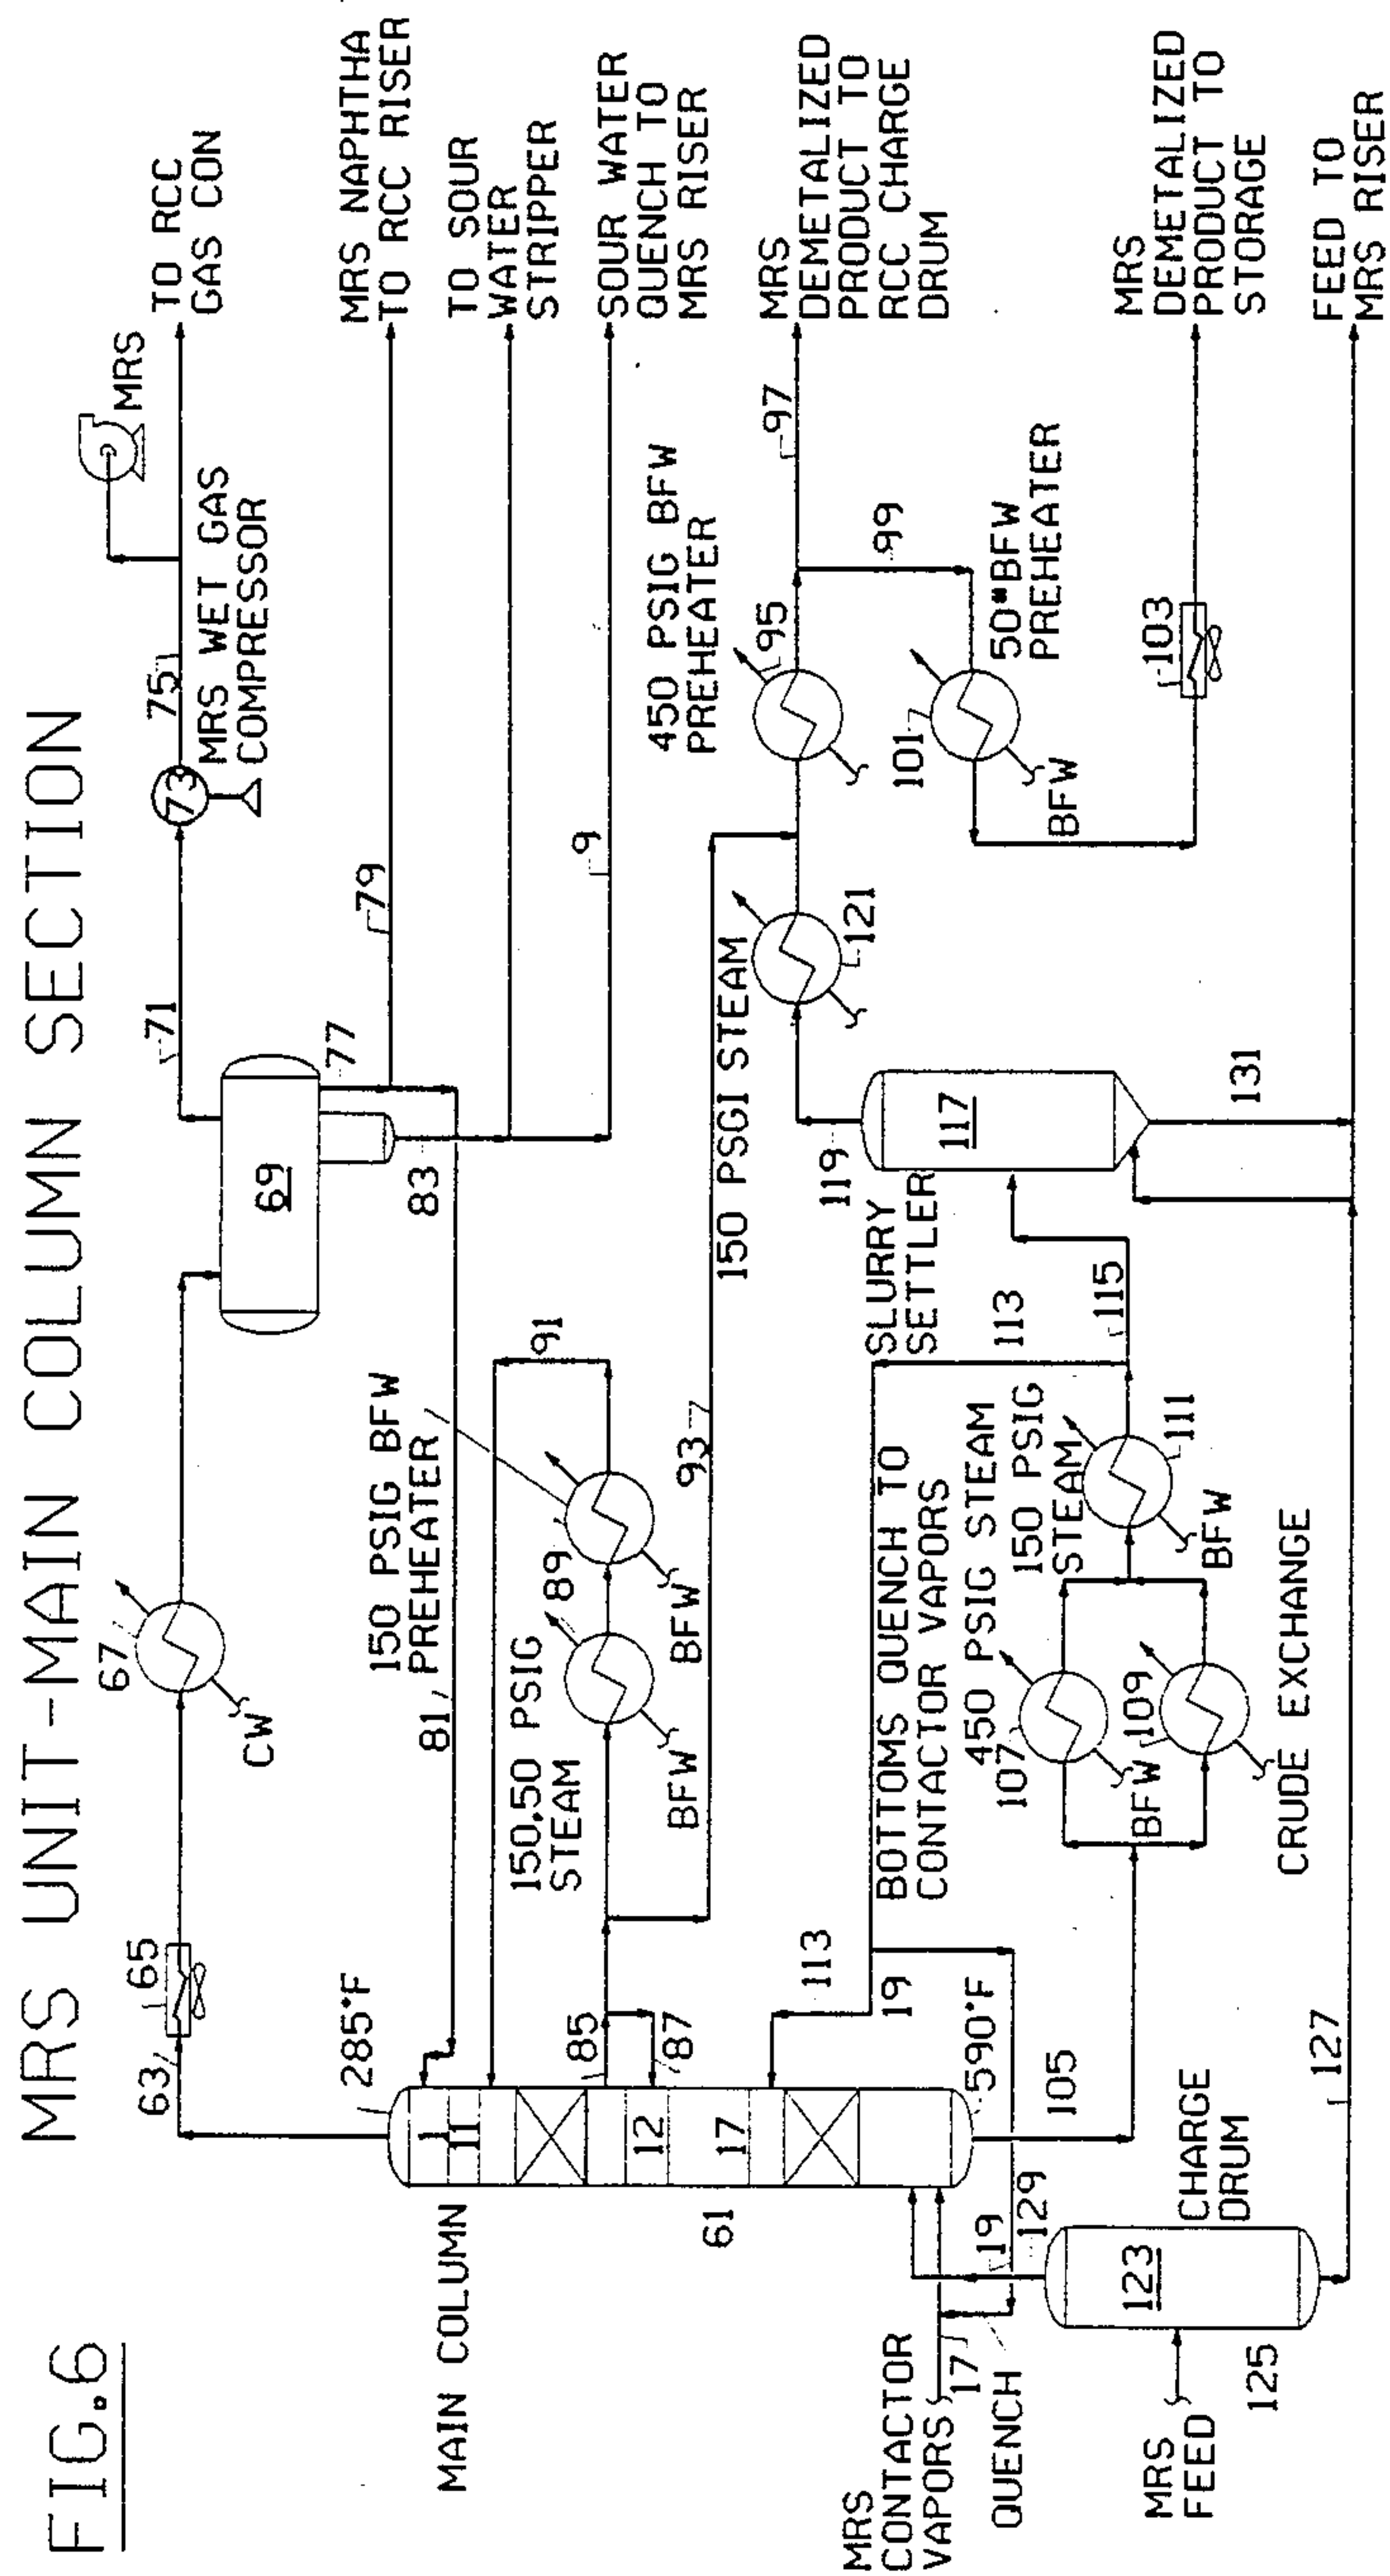 FIG.6
MRS UNIT-MAIN COLUMN SECTION
63
65
67
CW
69
71
73
75
MRS WET GAS
COMPRESSOR
MRS
TO RCC
GAS CON
77
79
MRS NAPHTHA
TO RCC RISER
83
TO SOUR
WATER
STRIPPER
9
SOUR WATER
QUENCH TO
MRS RISER
285°F
MAIN COLUMN
1
11
12
17
61
81
150 PSIG BFW
PREHEATER
85
87
150,50 PSIG
STEAM
89
BFW
BFW
91
93
150 PSGI STEAM
121
450 PSIG BFW
PREHEATER
95
97
MRS
DEMETALIZED
PRODUCT TO
RCC CHARGE
DRUM
99
101
BFW
50#BFW
PREHEATER
103
MRS
DEMETALIZED
PRODUCT TO
STORAGE
113
19
590°F
105
BOTTOMS QUENCH TO
CONTACTOR VAPORS
450 PSIG STEAM
107
BFW
109
CRUDE EXCHANGE
150 PSIG
STEAM
111
BFW
113
115
SLURRY
SETTLER
117
119
131
MRS
CONTACTOR
VAPORS
17
QUENCH
19
129
MRS
FEED
125
123
CHARGE
DRUM
127
FEED TO
MRS RISER